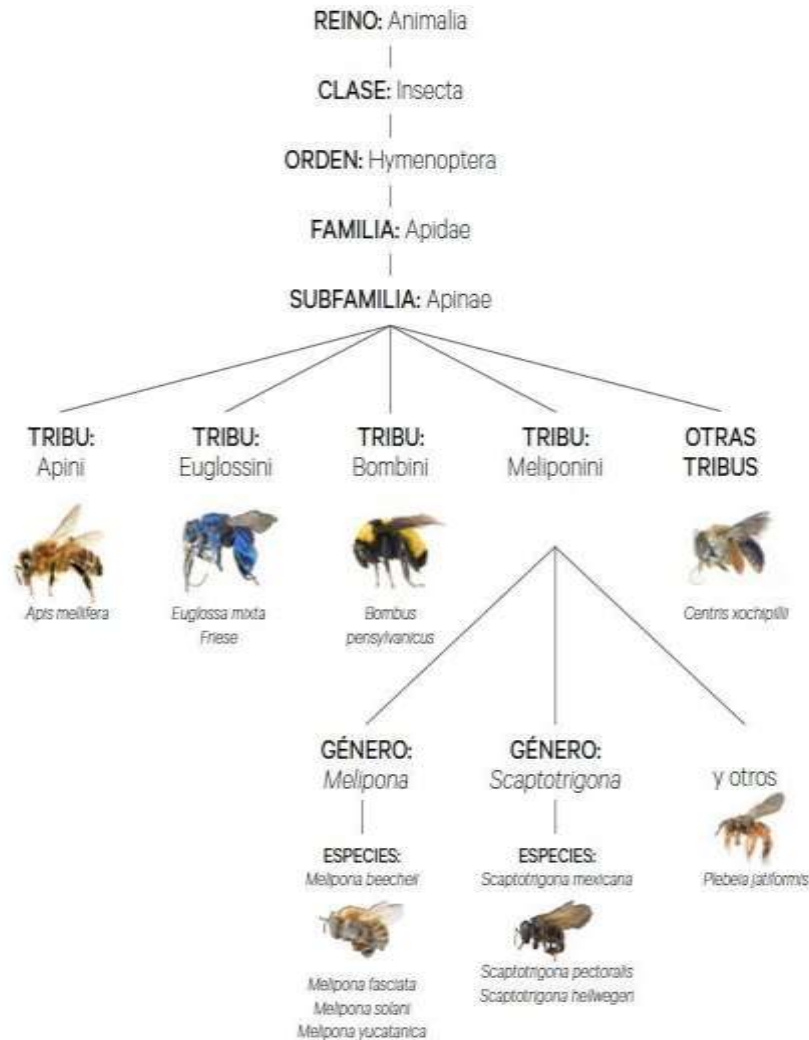 REINO: Animalia
CLASE: Insecta
ORDEN: Hymenoptera
FAMILIA: Apidae
SUBFAMILIA: Apinae
TRIBU:
Apini
Apis mellifera
TRIBU:
Euglossini
Euglossa mixta
Friese
TRIBU:
Bombini
Bombus
pensylvanicus
TRIBU:
Meliponini
OTRAS
TRIBUS
Centris xochipillii
GÉNERO:
Melipona
ESPECIES:
Melipona beecheii
Melipona fasciata
Melipona solani
Melipona yucatanica
GÉNERO:
Scaptotrigona
ESPECIES:
Scaptotrigona mexicana
Scaptotrigona pectoralis
Scaptotrigona hellwegeri
y otros
Plebeia jatiformis